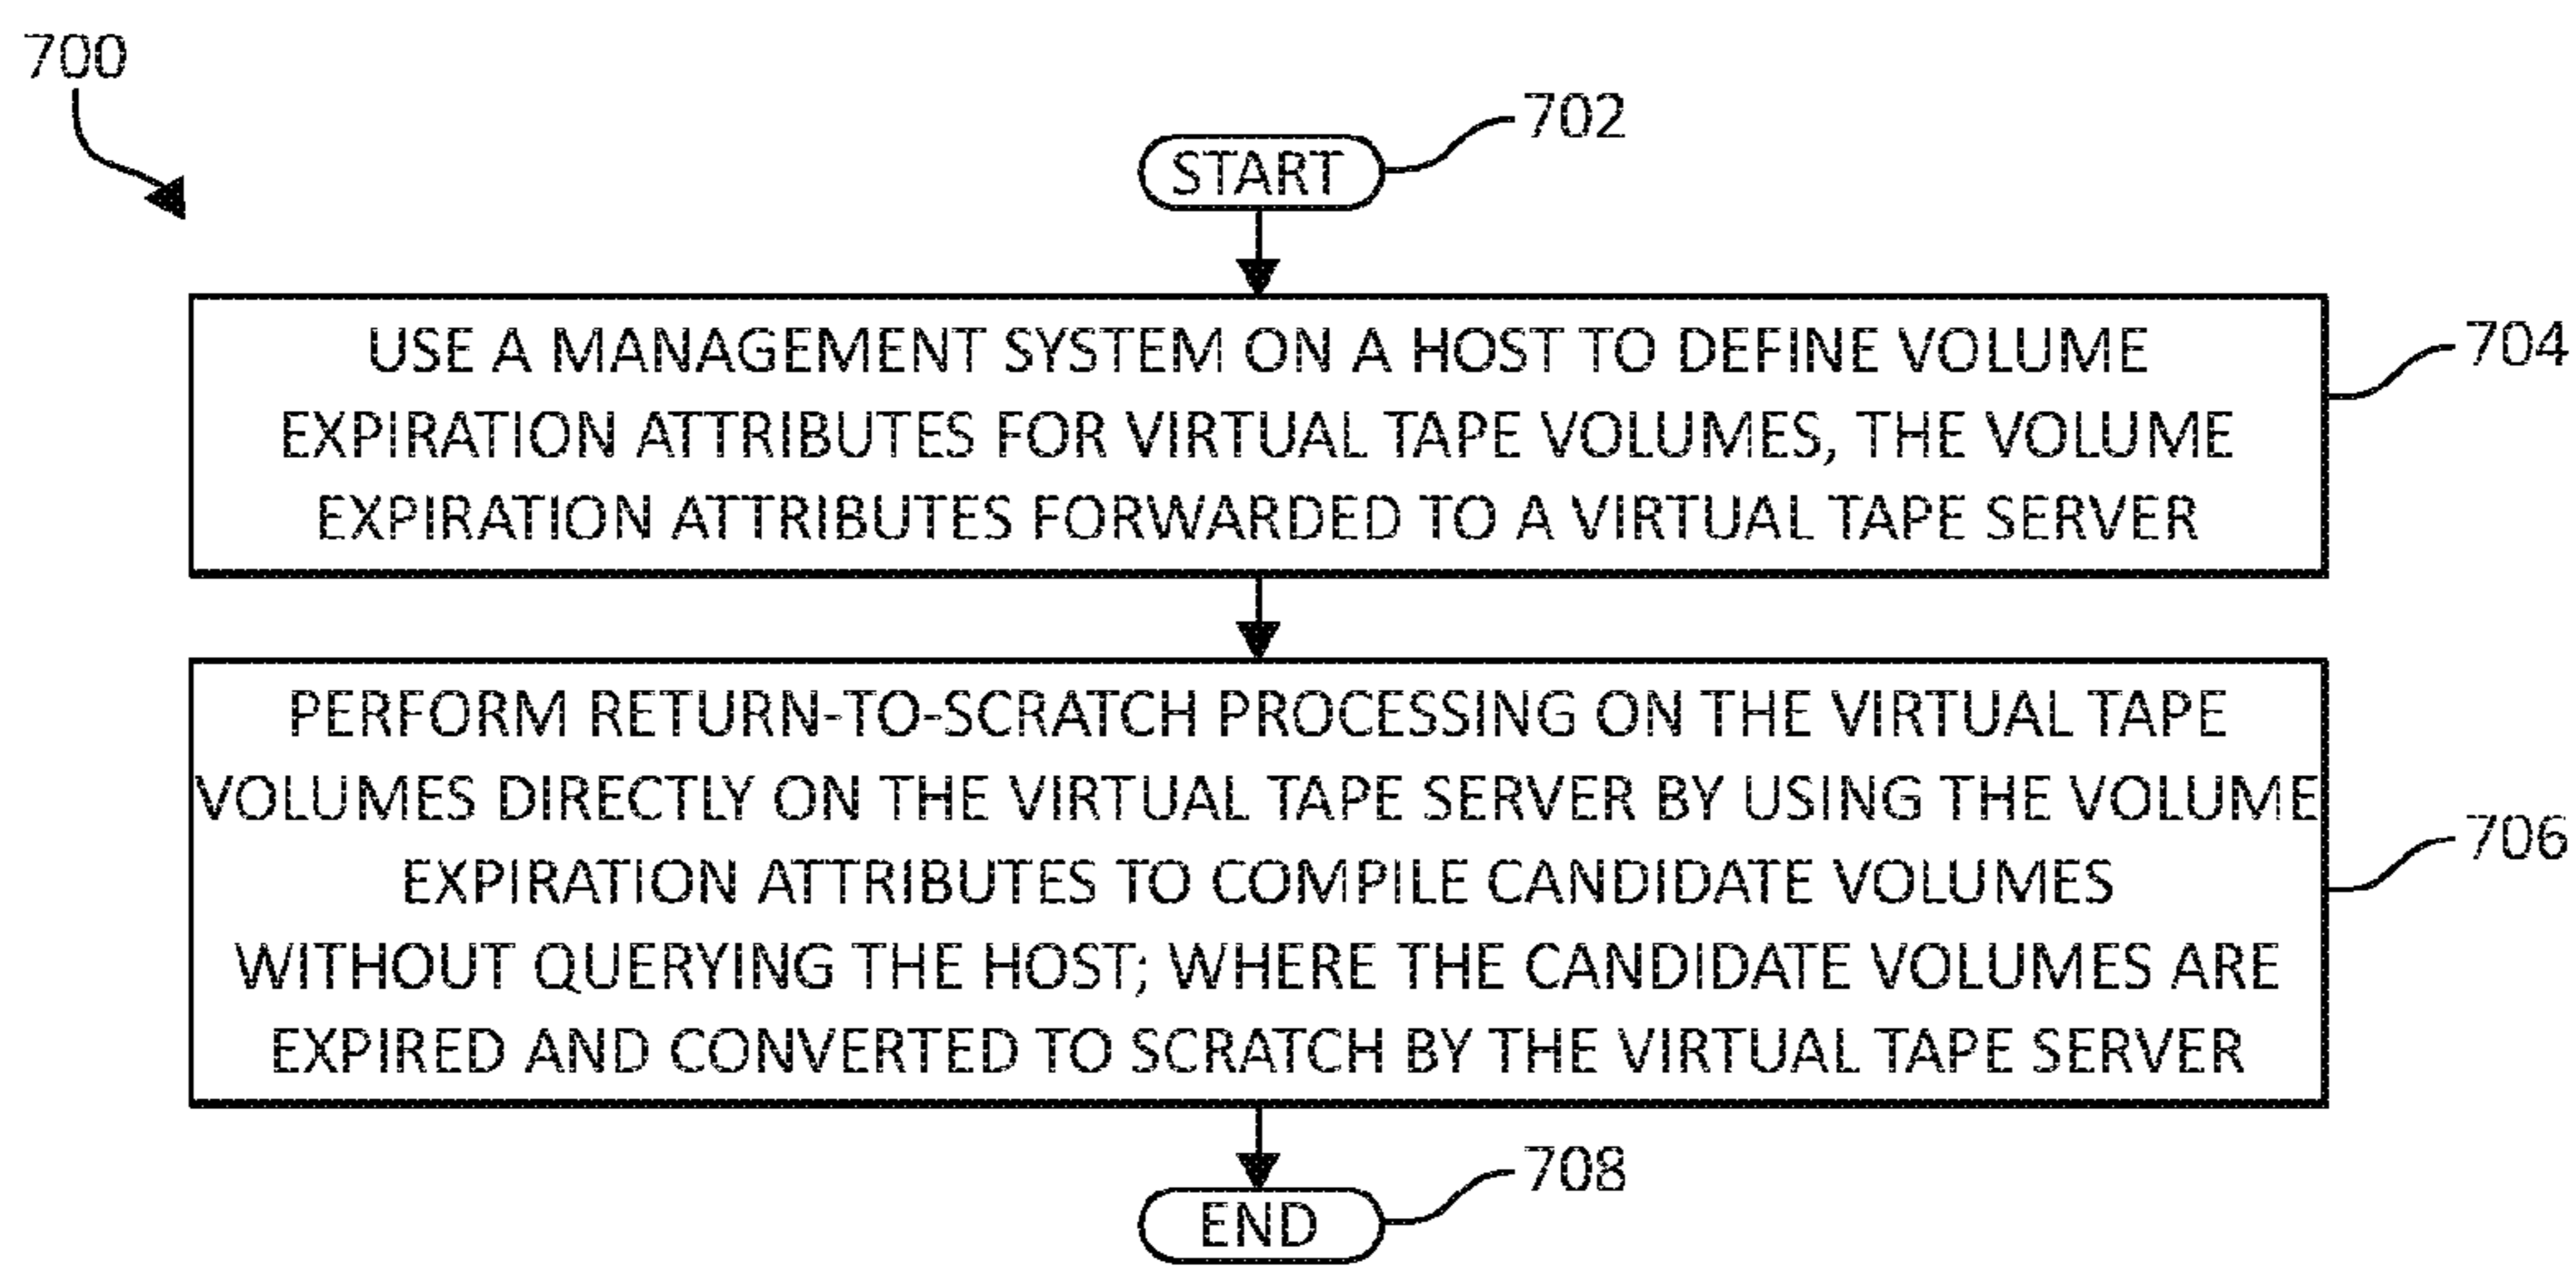 700
702
START
704
USE A MANAGEMENT SYSTEM ON A HOST TO DEFINE VOLUME
EXPIRATION ATTRIBUTES FOR VIRTUAL TAPE VOLUMES, THE VOLUME
EXPIRATION ATTRIBUTES FORWARDED TO A VIRTUAL TAPE SERVER
706
PERFORM RETURN-TO-SCRATCH PROCESSING ON THE VIRTUAL TAPE
VOLUMES DIRECTLY ON THE VIRTUAL TAPE SERVER BY USING THE VOLUME
EXPIRATION ATTRIBUTES TO COMPILE CANDIDATE VOLUMES
WITHOUT QUERYING THE HOST; WHERE THE CANDIDATE VOLUMES ARE
EXPIRED AND CONVERTED TO SCRATCH BY THE VIRTUAL TAPE SERVER
708
END